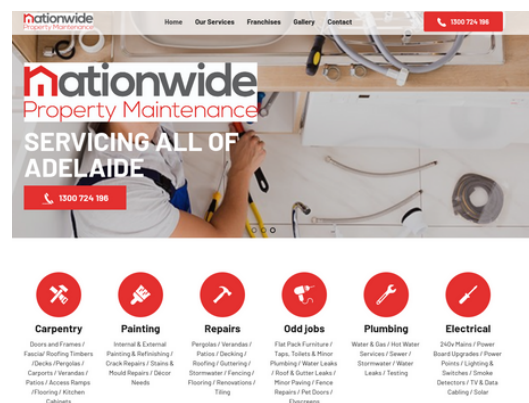 nationwide
Property Maintenance
Home Our Services Franchises Gallery Contact
1300 724 196
nationwide
Property Maintenance
SERVICING ALL OF
ADELAIDE
1300 724 196
Carpentry
Doors and Frames /
Fascia/ Roofing Timbers
/Decks /Pergolas /
Carports / Verandas /
Patios / Access Ramps
/Flooring / Kitchen
Cabinets
Painting
Internal & External
Painting & Refinishing /
Crack Repairs / Stains &
Mould Repairs / Décor
Needs
Repairs
Pergolas / Verandas /
Patios / Decking /
Roofing / Guttering /
Stormwater / Fencing /
Flooring / Renovations /
Tiling
Odd jobs
Flat Pack Furniture /
Taps, Toilets & Minor
Plumbing / Water Leaks
/ Roof & Gutter Leaks /
Minor Paving / Fence
Repairs / Pet Doors /
Plumbing
Water & Gas / Hot Water
Services / Sewer /
Stormwater / Water
Leaks / Testing
Electrical
240v Mains / Power
Board Upgrades / Power
Points / Lighting &
Switches / Smoke
Detectors / TV & Data
Cabling / Solar